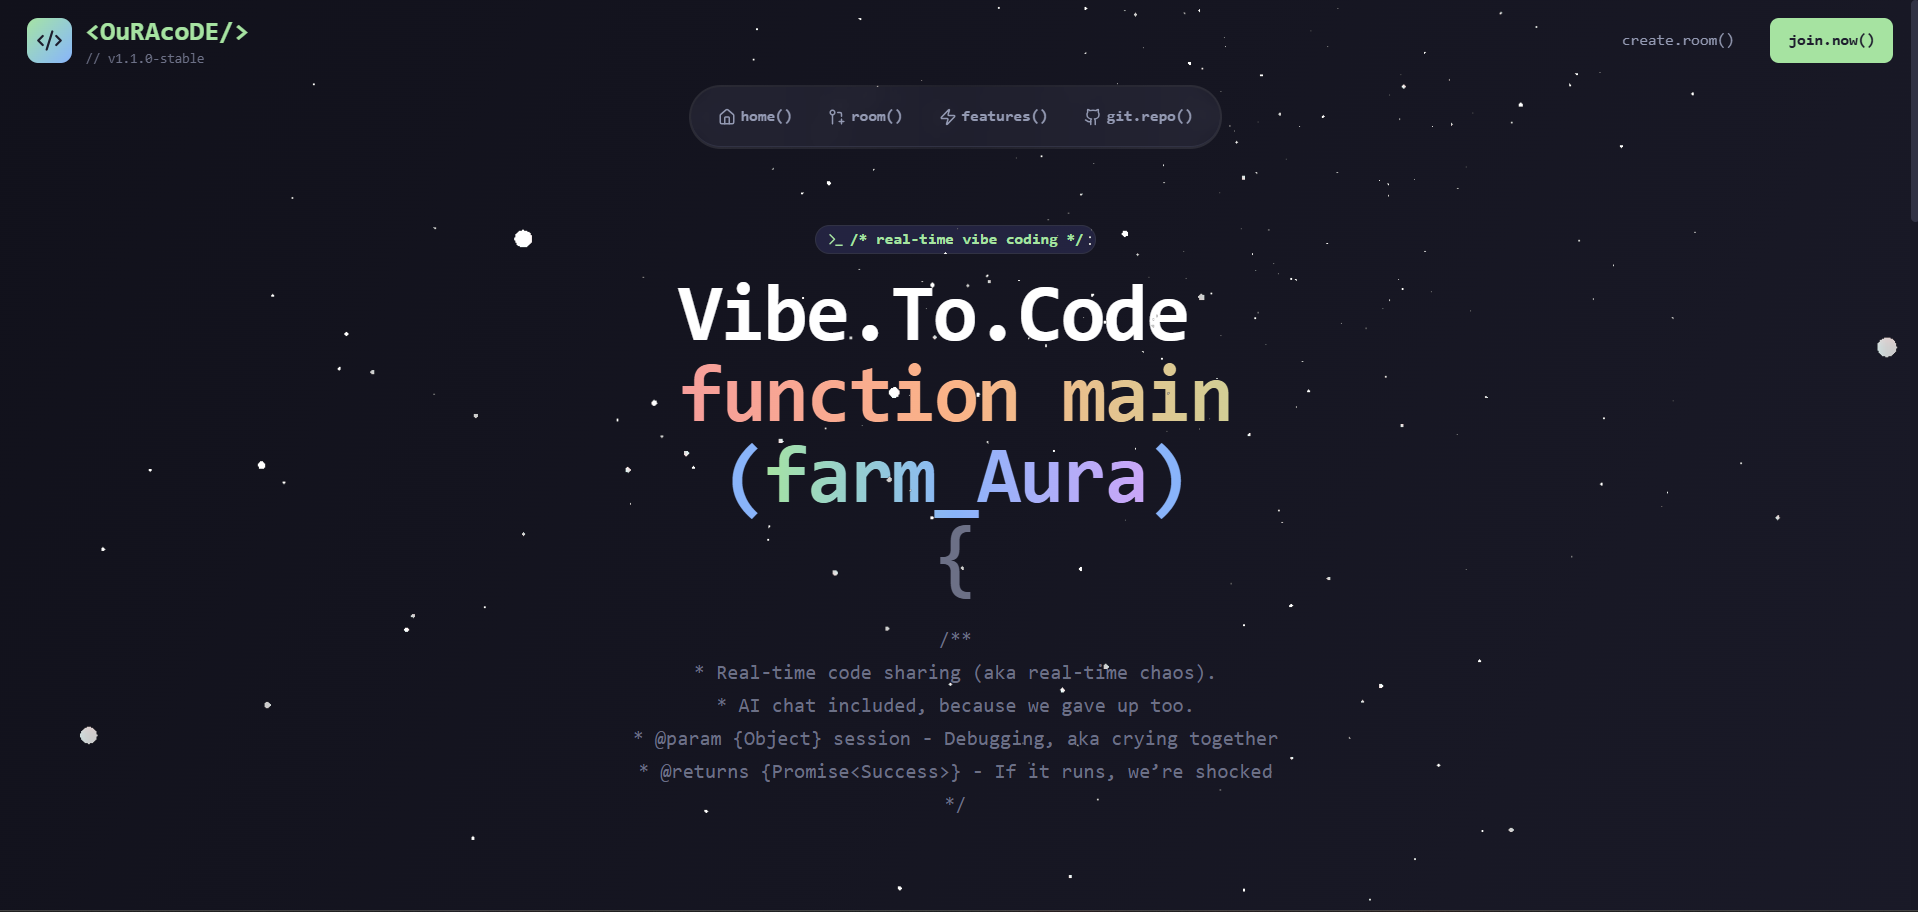 </>
<OuRAcoDE/>
// v1.1.0-stable
create.room()
join.now()
home()
room()
features()
git.repo()
>_ /* real-time vibe coding */
Vibe.To.Code
function main
(farm_Aura)
{
/**
* Real-time code sharing (aka real-time chaos).
* AI chat included, because we gave up too.
* @param {Object} session - Debugging, aka crying together
* @returns {Promise<Success>} - If it runs, we’re shocked
*/